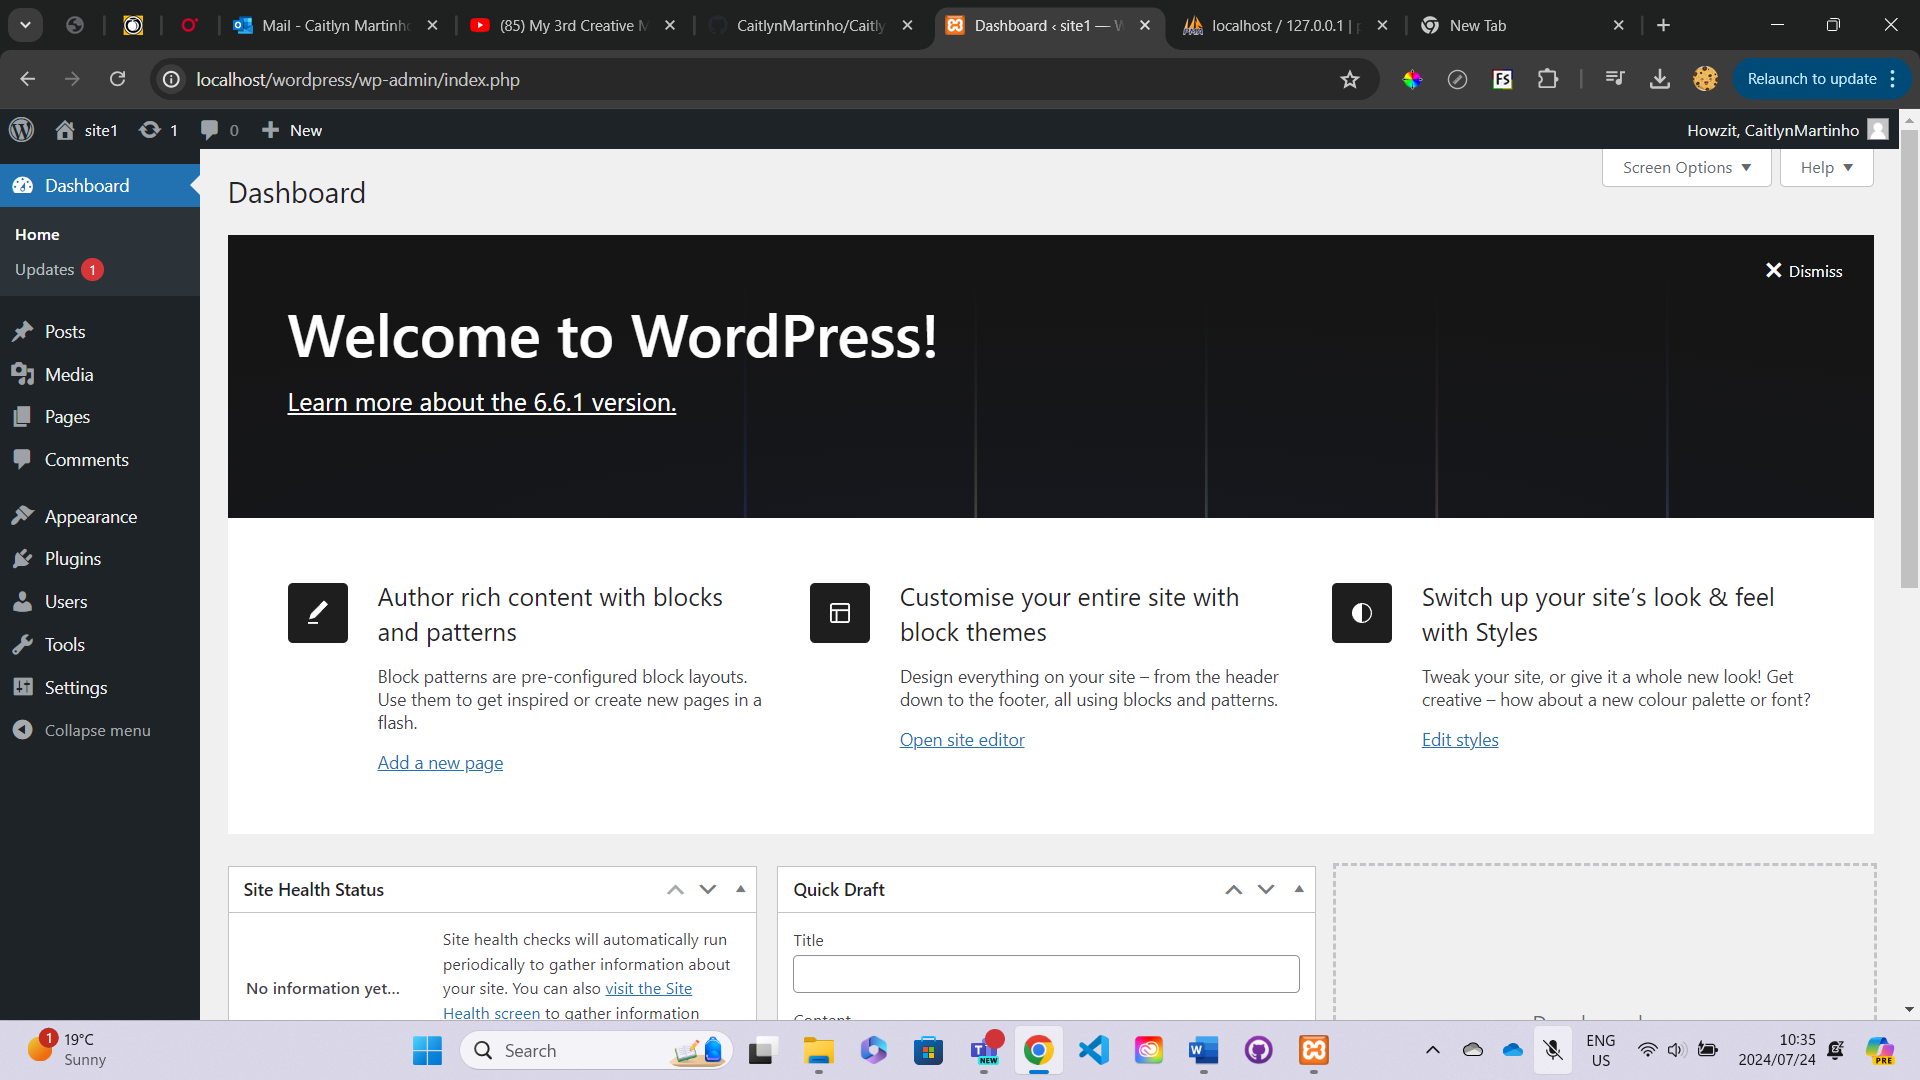 Mail - Caitlyn Martinho
(85) My 3rd Creative M
CaitlynMartinho/Caitly
Dashboard ‹ site1 — W
localhost / 127.0.0.1 | p
New Tab
localhost/wordpress/wp-admin/index.php
FS
Relaunch to update
site1
1
0
New
Howzit, CaitlynMartinho
Screen Options
Help
Dashboard
Home
Updates 1
Posts
Media
Pages
Comments
Appearance
Plugins
Users
Tools
Settings
Collapse menu
Dashboard
Dismiss
Welcome to WordPress!
Learn more about the 6.6.1 version.
Author rich content with blocks
and patterns
Block patterns are pre-configured block layouts.
Use them to get inspired or create new pages in a
flash.
Add a new page
Customise your entire site with
block themes
Design everything on your site – from the header
down to the footer, all using blocks and patterns.
Open site editor
Switch up your site’s look & feel
with Styles
Tweak your site, or give it a whole new look! Get
creative – how about a new colour palette or font?
Edit styles
Site Health Status
No information yet…
Site health checks will automatically run
periodically to gather information about
your site. You can also visit the Site
Health screen to gather information
Quick Draft
Title
Content
1
19°C
Sunny
Search
NEW
ENG
US
10:35
2024/07/24
PRE